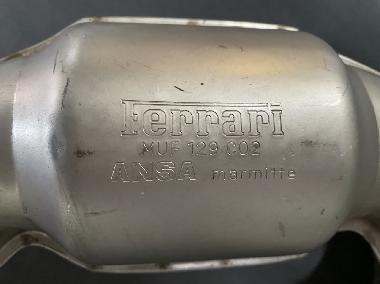 Ferrari
MUF 129 002
ANSA marmitte